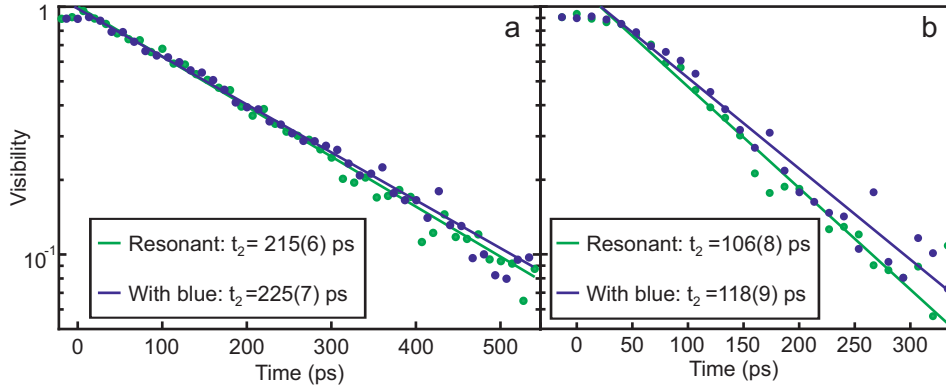 1
a
b
Visibility
10⁻¹
Resonant: t₂= 215(6) ps
With blue: t₂=225(7) ps
Resonant: t₂=106(8) ps
With blue: t₂=118(9) ps
0 100 200 300 400 500
0 50 100 150 200 250 300
Time (ps)
Time (ps)